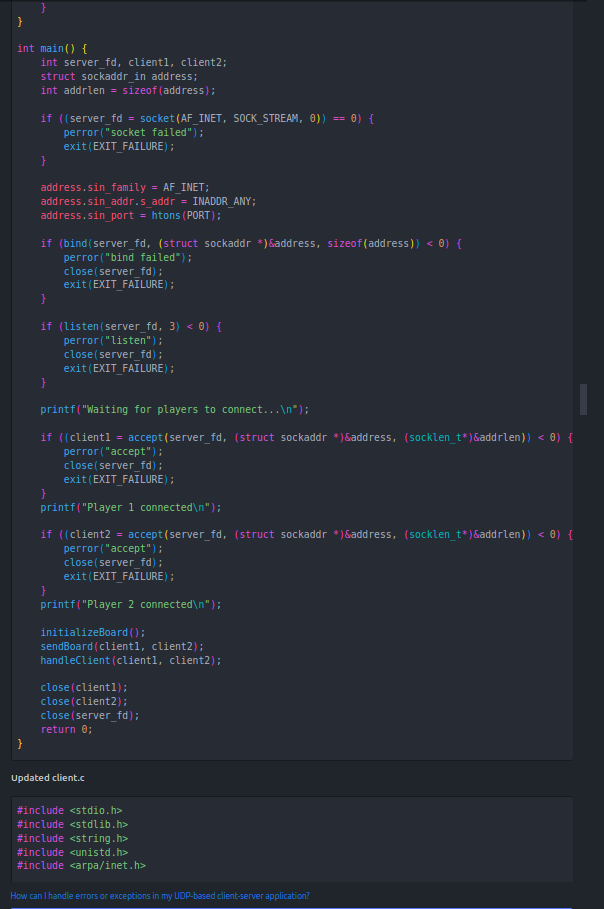 }
}
int main() {
    int server_fd, client1, client2;
    struct sockaddr_in address;
    int addrlen = sizeof(address);
    if ((server_fd = socket(AF_INET, SOCK_STREAM, 0)) == 0) {
        perror("socket failed");
        exit(EXIT_FAILURE);
    }
    address.sin_family = AF_INET;
    address.sin_addr.s_addr = INADDR_ANY;
    address.sin_port = htons(PORT);
    if (bind(server_fd, (struct sockaddr *)&address, sizeof(address)) < 0) {
        perror("bind failed");
        close(server_fd);
        exit(EXIT_FAILURE);
    }
    if (listen(server_fd, 3) < 0) {
        perror("listen");
        close(server_fd);
        exit(EXIT_FAILURE);
    }
    printf("Waiting for players to connect...\n");
    if ((client1 = accept(server_fd, (struct sockaddr *)&address, (socklen_t*)&addrlen)) < 0) {
        perror("accept");
        close(server_fd);
        exit(EXIT_FAILURE);
    }
    printf("Player 1 connected\n");
    if ((client2 = accept(server_fd, (struct sockaddr *)&address, (socklen_t*)&addrlen)) < 0) {
        perror("accept");
        close(server_fd);
        exit(EXIT_FAILURE);
    }
    printf("Player 2 connected\n");
    initializeBoard();
    sendBoard(client1, client2);
    handleClient(client1, client2);
    close(client1);
    close(client2);
    close(server_fd);
    return 0;
}
Updated client.c
#include <stdio.h>
#include <stdlib.h>
#include <string.h>
#include <unistd.h>
#include <arpa/inet.h>
How can I handle errors or exceptions in my UDP-based client-server application?